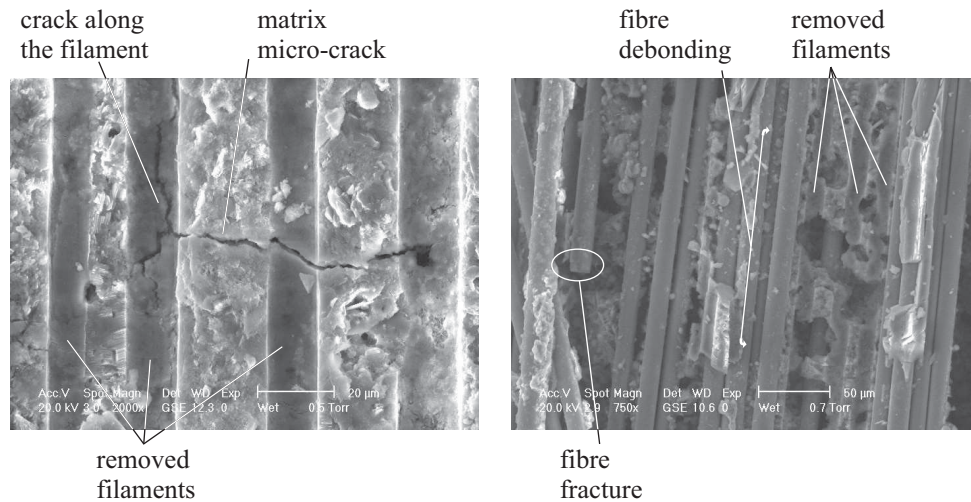 crack along
the filament
matrix
micro-crack
fibre
debonding
removed
filaments
Acc.V Spot Magn Det WD Exp
20.0 kV 3.0 2000x GSE 12.3 0
20 µm
Wet 0.5 Torr
Acc.V Spot Magn Det WD Exp
20.0 kV 2.9 750x GSE 10.6 0
50 µm
Wet 0.7 Torr
removed
filaments
fibre
fracture